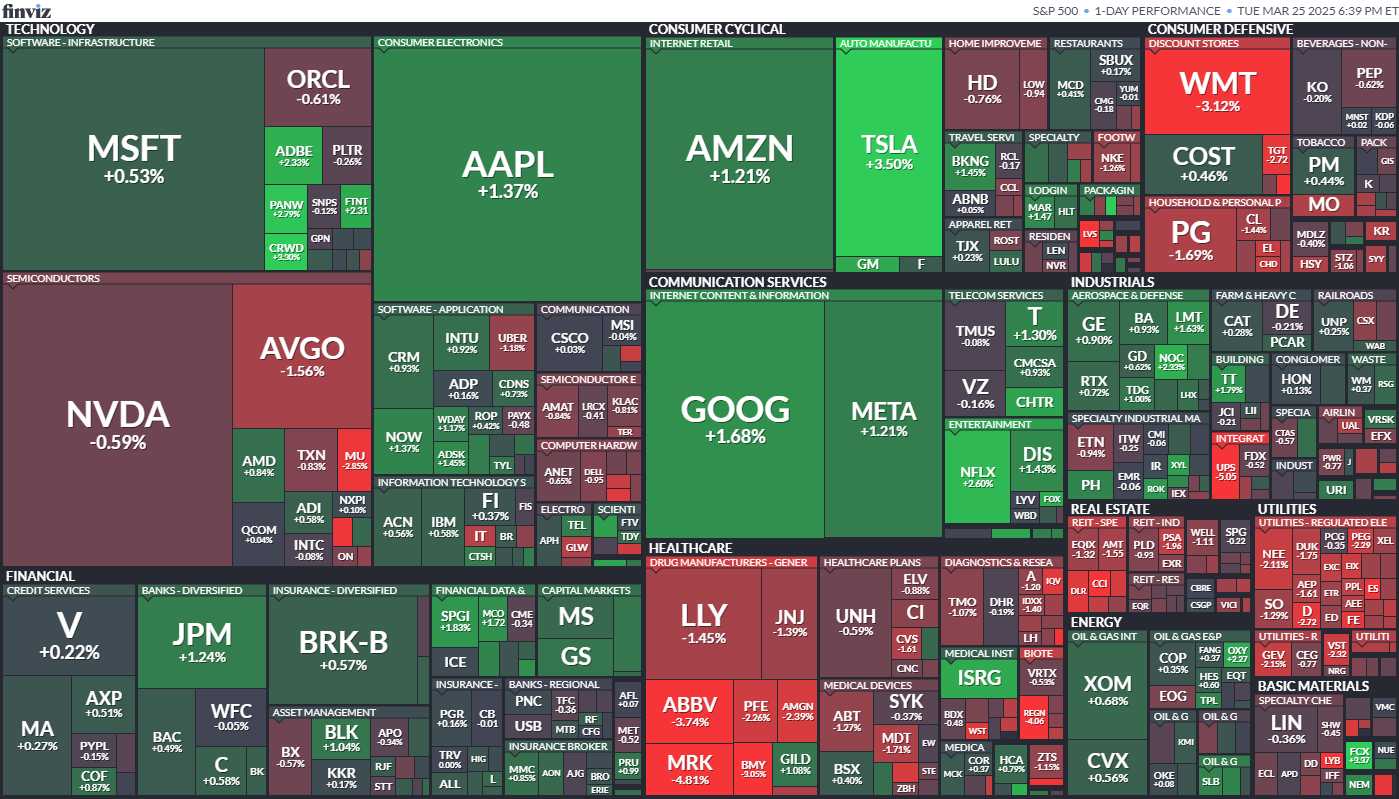 finviz
S&P 500 • 1-DAY PERFORMANCE • TUE MAR 25 2025 6:39 PM ET
TECHNOLOGY
SOFTWARE - INFRASTRUCTURE
MSFT
+0.53%
ORCL
-0.61%
ADBE
+2.33%
PLTR
-0.26%
PANW
+2.79%
SNPS
-0.12%
FTNT
+2.31
CRWD
+3.30%
GPN
CONSUMER ELECTRONICS
AAPL
+1.37%
SEMICONDUCTORS
NVDA
-0.59%
AVGO
-1.56%
AMD
+0.84%
TXN
-0.83%
MU
-2.85%
QCOM
+0.04%
ADI
+0.58%
NXPI
+0.10%
INTC
-0.08%
ON
SOFTWARE - APPLICATION
CRM
+0.93%
INTU
+0.92%
UBER
-1.18%
ADP
+0.16%
CDNS
+0.73%
NOW
+1.37%
WDAY
+1.17%
ROP
+0.42%
PAYX
-0.48
ADSK
+1.45%
TYL
INFORMATION TECHNOLOGY S
ACN
+0.56%
IBM
+0.58%
FI
+0.37%
FIS
IT
BR
CTSH
COMMUNICATION
CSCO
+0.03%
MSI
-0.04%
SEMICONDUCTOR E
AMAT
-0.84%
LRCX
-0.41
KLAC
-0.81%
TER
COMPUTER HARDW
ANET
-0.65%
DELL
-0.95
ELECTRO
APH
TEL
GLW
SCIENTI
FTV
TDY
CONSUMER CYCLICAL
INTERNET RETAIL
AMZN
+1.21%
AUTO MANUFACTU
TSLA
+3.50%
GM
F
HOME IMPROVEME
HD
-0.76%
LOW
-0.94
RESTAURANTS
MCD
+0.41%
SBUX
+0.17%
CMG
-0.18
YUM
-0.01
TRAVEL SERVI
BKNG
+1.45%
RCL
-0.17
CCL
ABNB
+0.05%
SPECIALTY
FOOTW
NKE
-1.26%
LODGIN
MAR
+1.47
HLT
PACKAGIN
APPAREL RET
TJX
+0.23%
ROST
LULU
RESIDEN
LEN
NVR
LVS
CONSUMER DEFENSIVE
DISCOUNT STORES
WMT
-3.12%
COST
+0.46%
TGT
-2.72
BEVERAGES - NON-
KO
-0.20%
PEP
-0.62%
MNST
+0.02
KDP
-0.06
TOBACCO
PM
+0.44%
MO
PACK
GIS
K
HOUSEHOLD & PERSONAL P
PG
-1.69%
CL
-1.44%
EL
CHD
MDLZ
-0.40%
HSY
STZ
-1.06
KR
SYY
COMMUNICATION SERVICES
INTERNET CONTENT & INFORMATION
GOOG
+1.68%
META
+1.21%
TELECOM SERVICES
TMUS
-0.08%
T
+1.30%
VZ
-0.16%
CMCSA
+0.93%
CHTR
ENTERTAINMENT
NFLX
+2.60%
DIS
+1.43%
LYV
FOX
WBD
INDUSTRIALS
AEROSPACE & DEFENSE
GE
+0.90%
BA
+0.93%
LMT
+1.63%
RTX
+0.72%
GD
+0.62%
NOC
+2.33%
TDG
+1.00%
LHX
FARM & HEAVY C
CAT
+0.28%
DE
-0.21%
PCAR
RAILROADS
UNP
+0.25%
CSX
WAB
BUILDING
TT
+1.79%
JCI
-0.21
LII
CONGLOMER
HON
+0.13%
WASTE
WM
+0.37
RSG
SPECIALTY INDUSTRIAL MA
ETN
-0.94%
ITW
-0.25
CMI
-0.06
PH
EMR
-0.06
IR
XYL
ROK
IEX
INTEGRAT
UPS
-5.05
FDX
-0.52
SPECIA
CTAS
-0.57
INDUST
AIRLIN
UAL
VRSK
EFX
PWR
-0.77
J
URI
HEALTHCARE
DRUG MANUFACTURERS - GENER
LLY
-1.45%
JNJ
-1.39%
ABBV
-3.74%
PFE
-2.26%
AMGN
-2.39%
MRK
-4.81%
BMY
-3.05%
GILD
+1.08%
HEALTHCARE PLANS
UNH
-0.59%
ELV
-0.88%
CI
CVS
-1.61
CNC
MEDICAL DEVICES
ABT
-1.27%
SYK
-0.37%
MDT
-1.71%
EW
BSX
+0.40%
STE
ZBH
DIAGNOSTICS & RESEA
TMO
-1.07%
DHR
-0.19%
A
-1.20
IQV
IDXX
-1.40
LH
MEDICAL INST
ISRG
BDX
-0.48
WST
BIOTE
VRTX
-0.53%
REGN
-4.06
MEDICA
MCK
COR
+0.37
HCA
+0.79%
ZTS
-1.15%
REAL ESTATE
REIT - SPE
EQIX
-1.32
AMT
-1.55
DLR
CCI
REIT - IND
PLD
-0.93
PSA
-1.96
EXR
REIT - RES
EQR
WELL
-1.11
SPG
-0.22
CBRE
CSGP
VICI
UTILITIES
UTILITIES - REGULATED ELE
NEE
-2.11%
DUK
-1.75
PCG
-0.35
PEG
-2.29
XEL
EXC
EIX
SO
-1.29%
AEP
-1.61
ETR
PPL
ES
AEE
D
-2.72
ED
FE
UTILITIES - R
GEV
-2.15%
CEG
-0.77
VST
-2.32
NRG
UTILITI
ENERGY
OIL & GAS INT
XOM
+0.68%
CVX
+0.56%
OIL & GAS E&P
COP
+0.35%
FANG
+0.37
OXY
+2.27
EOG
HES
+0.60
EQT
TPL
OIL & G
KMI
OKE
+0.08
OIL & G
OIL & G
SLB
BASIC MATERIALS
SPECIALTY CHE
LIN
-0.36%
SHW
-0.45
ECL
APD
DD
LYB
IFF
VMC
FCX
+3.37
NUE
NEM
FINANCIAL
CREDIT SERVICES
V
+0.22%
MA
+0.27%
AXP
+0.51%
PYPL
-0.15%
COF
+0.87%
BANKS - DIVERSIFIED
JPM
+1.24%
BAC
+0.49%
WFC
-0.05%
C
+0.58%
BK
INSURANCE - DIVERSIFIED
BRK-B
+0.57%
ASSET MANAGEMENT
BX
-0.57%
BLK
+1.04%
APO
-0.34%
KKR
+0.17%
RJF
STT
FINANCIAL DATA &
SPGI
+1.83%
MCO
+1.72
CME
-0.34
ICE
CAPITAL MARKETS
MS
GS
INSURANCE -
PGR
+0.16%
CB
-0.01
TRV
0.00%
HIG
ALL
L
BANKS - REGIONAL
PNC
TFC
-0.36
USB
MTB
RF
CFG
INSURANCE BROKER
MMC
+0.85%
AON
AJG
BRO
ERIE
AFL
+0.07
MET
-0.52
PRU
+0.99